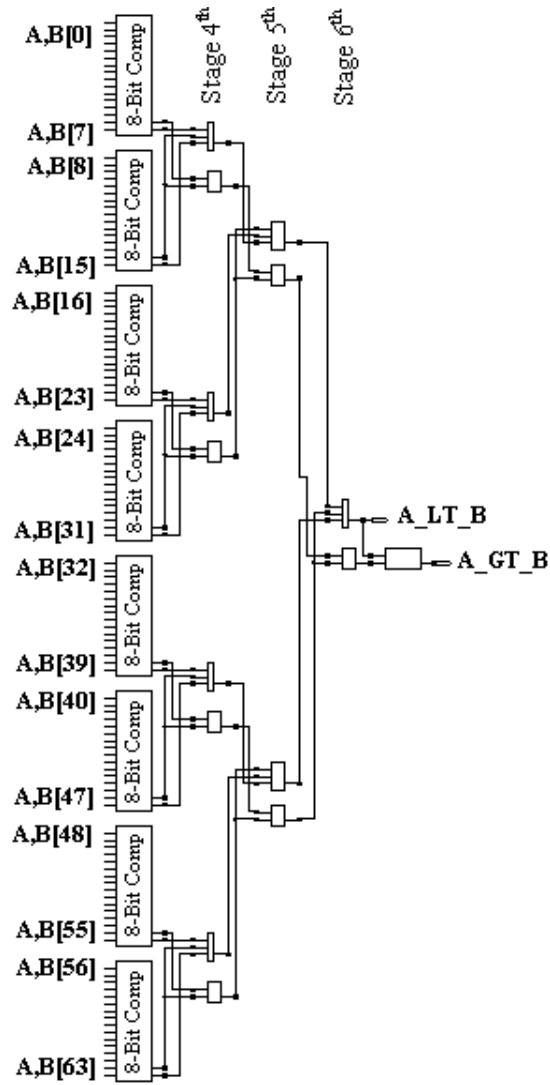 Stage 4th
Stage 5th
Stage 6th
A,B[0]
8-Bit Comp
A,B[7]
A,B[8]
8-Bit Comp
A,B[15]
A,B[16]
8-Bit Comp
A,B[23]
A,B[24]
8-Bit Comp
A,B[31]
A_LT_B
A_GT_B
A,B[32]
8-Bit Comp
A,B[39]
A,B[40]
8-Bit Comp
A,B[47]
A,B[48]
8-Bit Comp
A,B[55]
A,B[56]
8-Bit Comp
A,B[63]